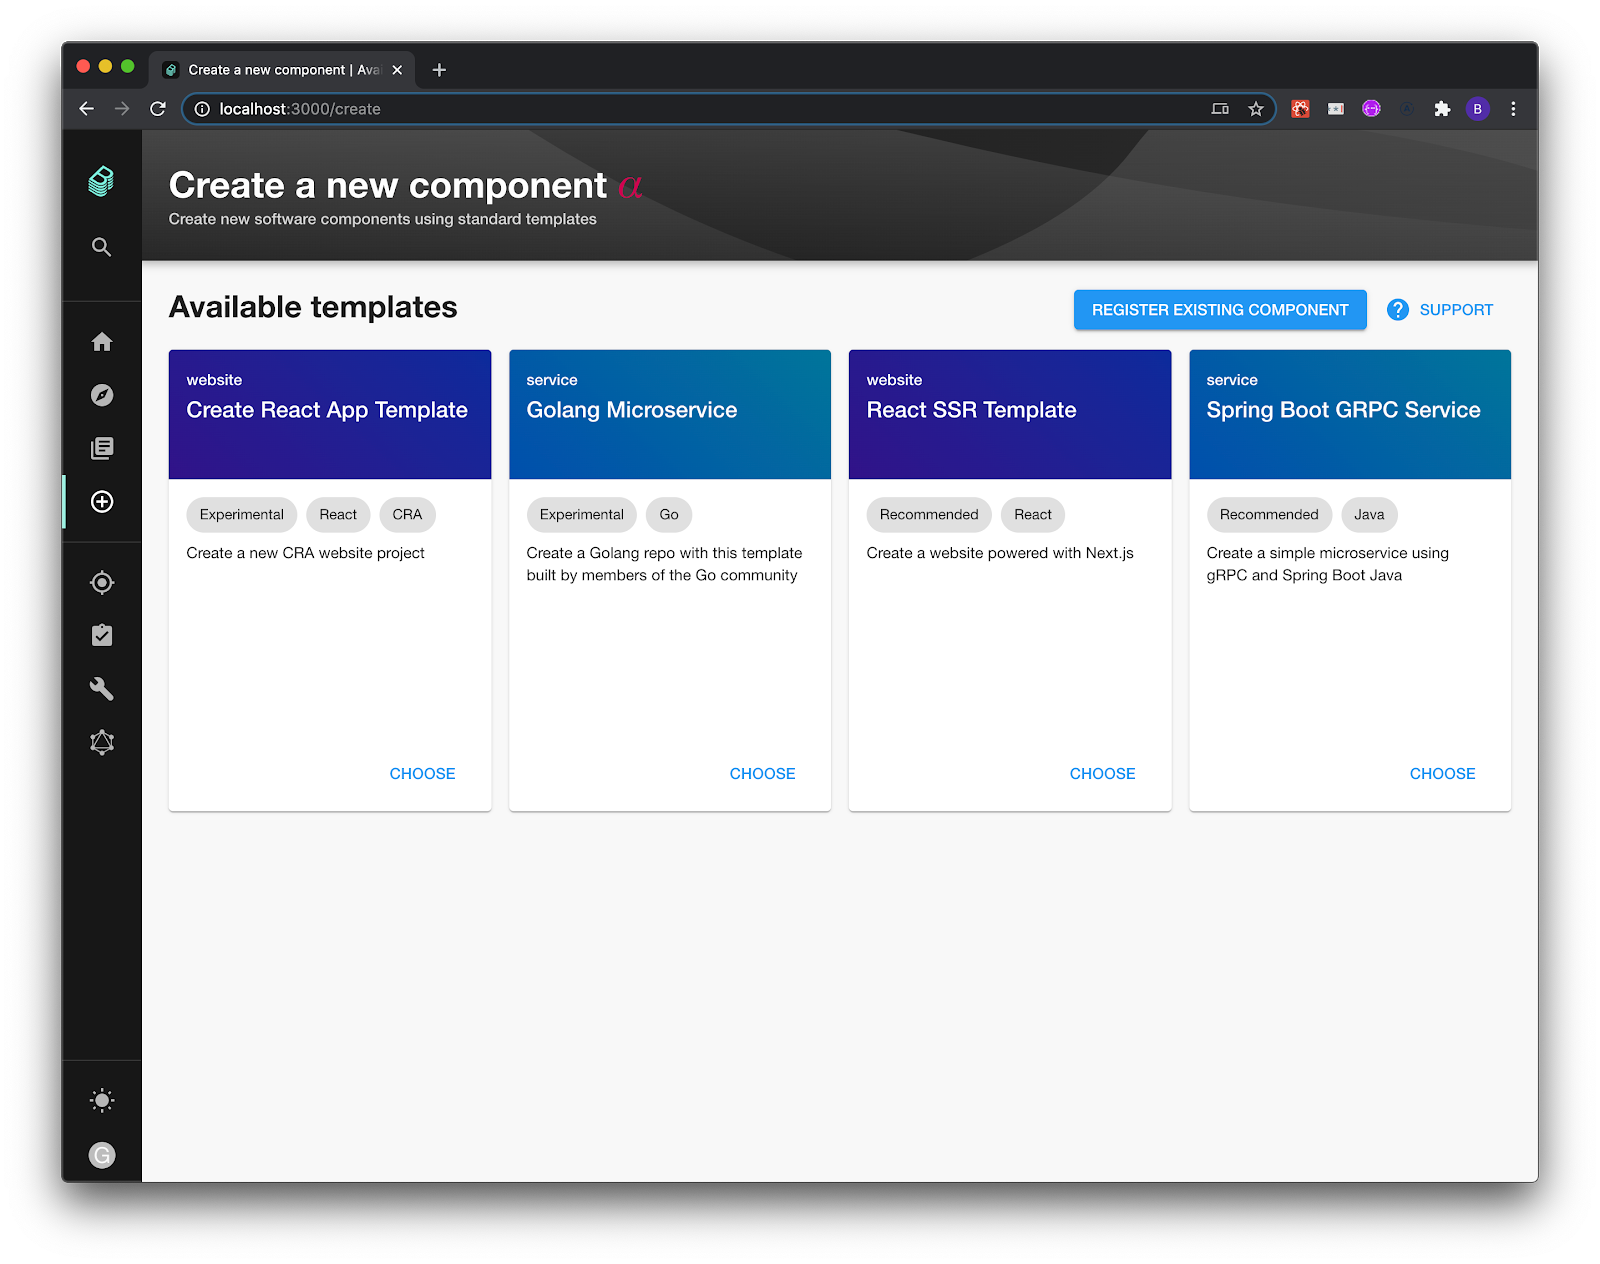 Create a new component | Avai
localhost:3000/create
B
Create a new component α
Create new software components using standard templates
Available templates
REGISTER EXISTING COMPONENT
? SUPPORT
website
Create React App Template
Experimental React CRA
Create a new CRA website project
CHOOSE
service
Golang Microservice
Experimental Go
Create a Golang repo with this template
built by members of the Go community
CHOOSE
website
React SSR Template
Recommended React
Create a website powered with Next.js
CHOOSE
service
Spring Boot GRPC Service
Recommended Java
Create a simple microservice using
gRPC and Spring Boot Java
CHOOSE
G